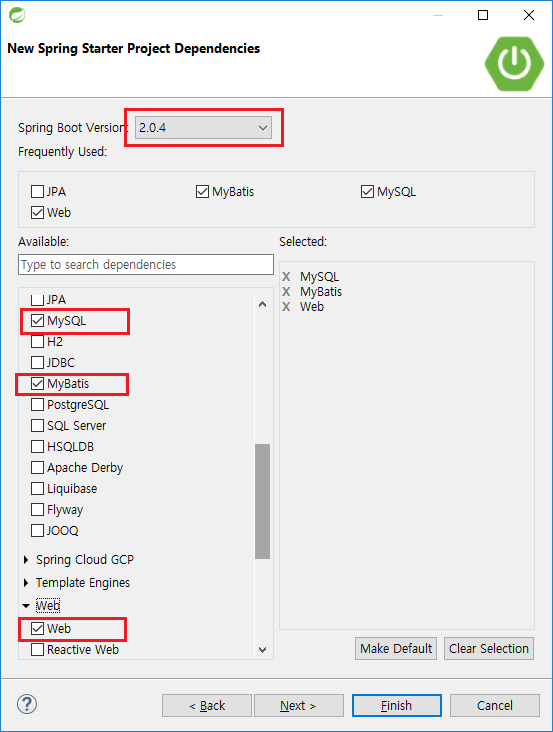 New Spring Starter Project Dependencies
Spring Boot Version:
2.0.4
Frequently Used:
JPA
MyBatis
MySQL
Web
Available:
Selected:
Type to search dependencies
X MySQL
X MyBatis
X Web
JPA
MySQL
H2
JDBC
MyBatis
PostgreSQL
SQL Server
HSQLDB
Apache Derby
Liquibase
Flyway
JOOQ
Spring Cloud GCP
Template Engines
Web
Web
Reactive Web
Make Default
Clear Selection
?
< Back
Next >
Finish
Cancel